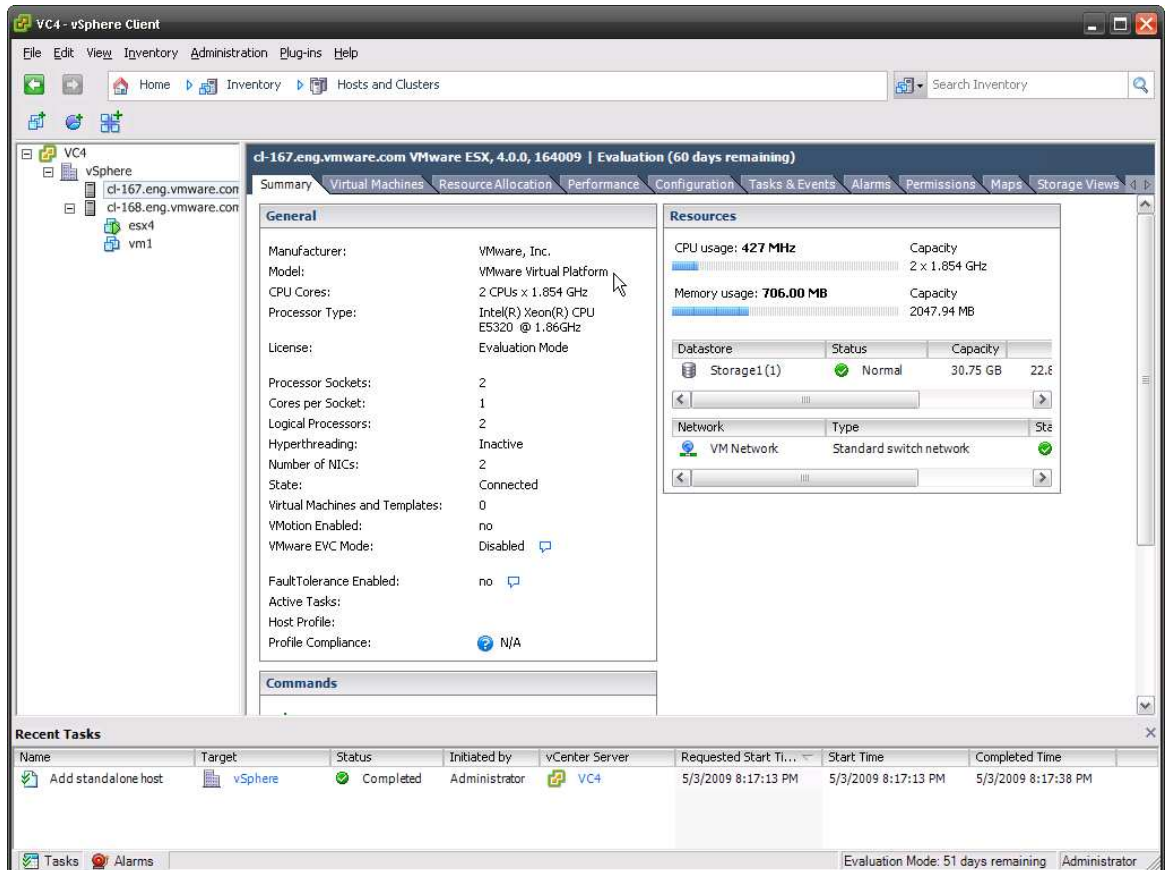 VC4 - vSphere Client
File Edit View Inventory Administration Plug-ins Help
Home Inventory Hosts and Clusters Search Inventory
VC4
vSphere
cl-167.eng.vmware.com
cl-168.eng.vmware.com
esx4
vm1
cl-167.eng.vmware.com VMware ESX, 4.0.0, 164009 | Evaluation (60 days remaining)
Summary Virtual Machines Resource Allocation Performance Configuration Tasks & Events Alarms Permissions Maps Storage Views
General
Manufacturer: VMware, Inc.
Model: VMware Virtual Platform
CPU Cores: 2 CPUs x 1.854 GHz
Processor Type: Intel(R) Xeon(R) CPU
E5320 @ 1.86GHz
License: Evaluation Mode
Processor Sockets: 2
Cores per Socket: 1
Logical Processors: 2
Hyperthreading: Inactive
Number of NICs: 2
State: Connected
Virtual Machines and Templates: 0
VMotion Enabled: no
VMware EVC Mode: Disabled
FaultTolerance Enabled: no
Active Tasks:
Host Profile:
Profile Compliance: N/A
Commands
Resources
CPU usage: 427 MHz Capacity
2 x 1.854 GHz
Memory usage: 706.00 MB Capacity
2047.94 MB
Datastore Status Capacity
Storage1 (1) Normal 30.75 GB 22.8
Network Type Sta
VM Network Standard switch network
Recent Tasks
Name Target Status Initiated by vCenter Server Requested Start Ti... Start Time Completed Time
Add standalone host vSphere Completed Administrator VC4 5/3/2009 8:17:13 PM 5/3/2009 8:17:13 PM 5/3/2009 8:17:38 PM
Tasks Alarms Evaluation Mode: 51 days remaining Administrator